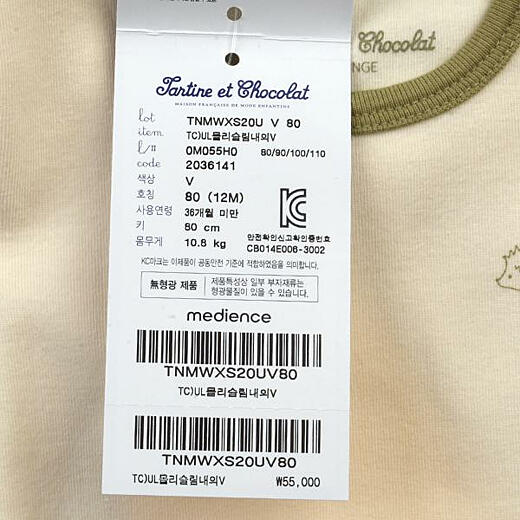 Tartine et Chocolat
MAISON FRANÇAISE DE MODE ENFANTINE
lot TNMWXS20U V 80
item TC)UL몰리슬림내의V
l/# 0M055H0 80/90/100/110
code 2036141
색상 V
호칭 80 (12M)
사용연령 36개월 미만
키 80 cm
몸무게 10.8 kg
안전확인신고확인증번호
CB014E006-3002
KC마크는 이제품이 공통안전 기준에 적합하였음을 의미합니다.
無형광 제품
제품특성상 일부 부자재류는
형광물질이 있을 수 있습니다.
medience
TNMWXS20UV80
TC)UL몰리슬림내의V
TNMWXS20UV80
TC)UL몰리슬림내의V ₩55,000
Chocolat